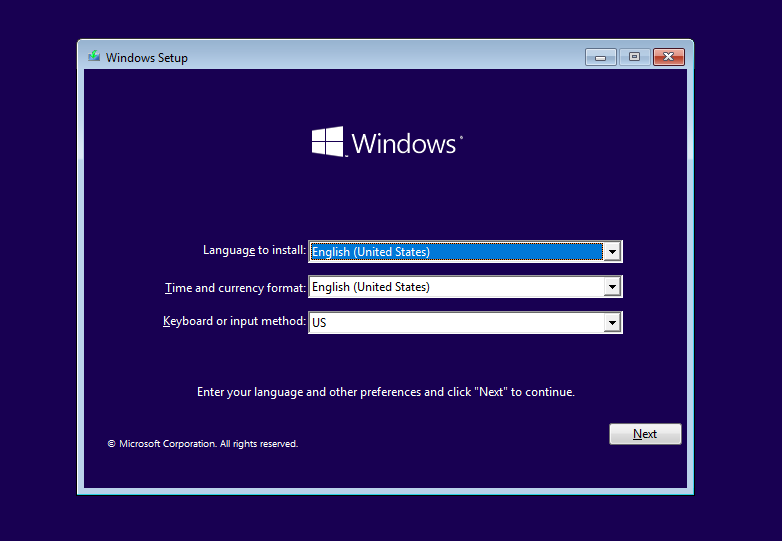 Windows Setup
Windows
Language to install: English (United States)
Time and currency format: English (United States)
Keyboard or input method: US
Enter your language and other preferences and click "Next" to continue.
Next
© Microsoft Corporation. All rights reserved.